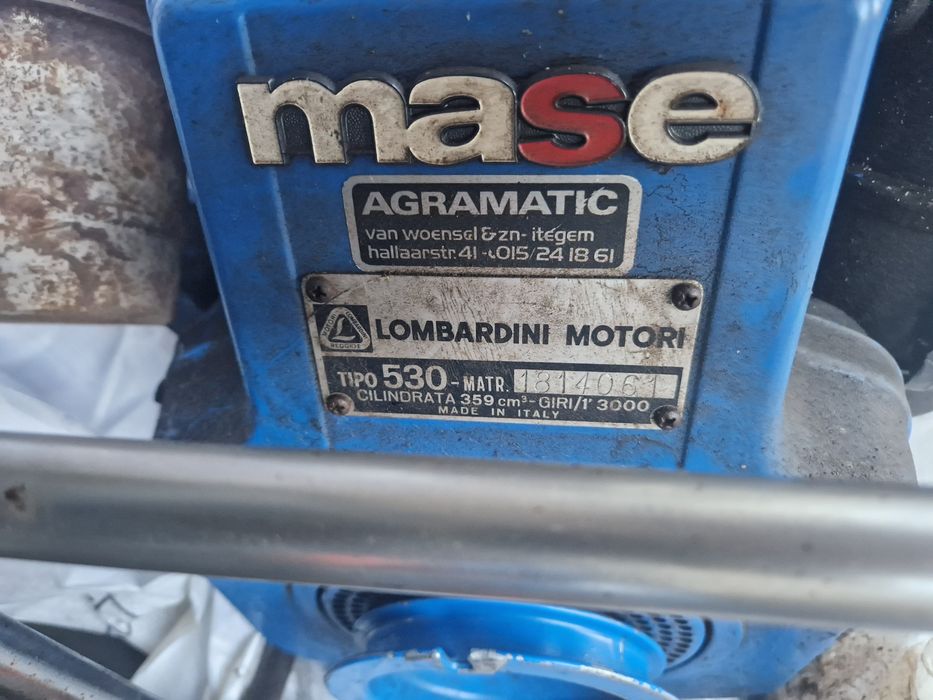 mase
AGRAMATIC
van woensel & zn - itegem
hallaarstr. 41 - 015/24 18 61
LOMBARDINI MOTORI
TIPO 530 - MATR. 1814061
CILINDRATA 359 cm³ - GIRI/1' 3000
MADE IN ITALY